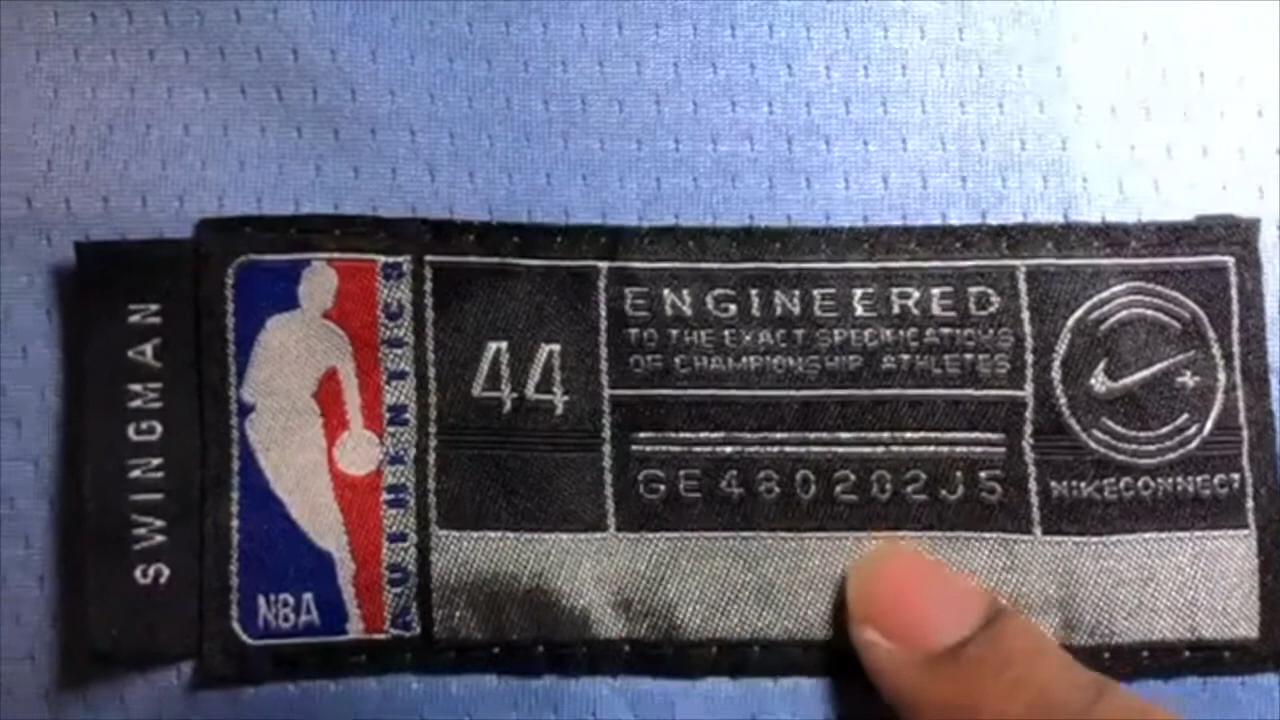 SWINGMAN
NBA
AUTHENTICS
44
ENGINEERED
TO THE EXACT SPECIFICATIONS
OF CHAMPIONSHIP ATHLETES
GE480202J5
NIKECONNECT